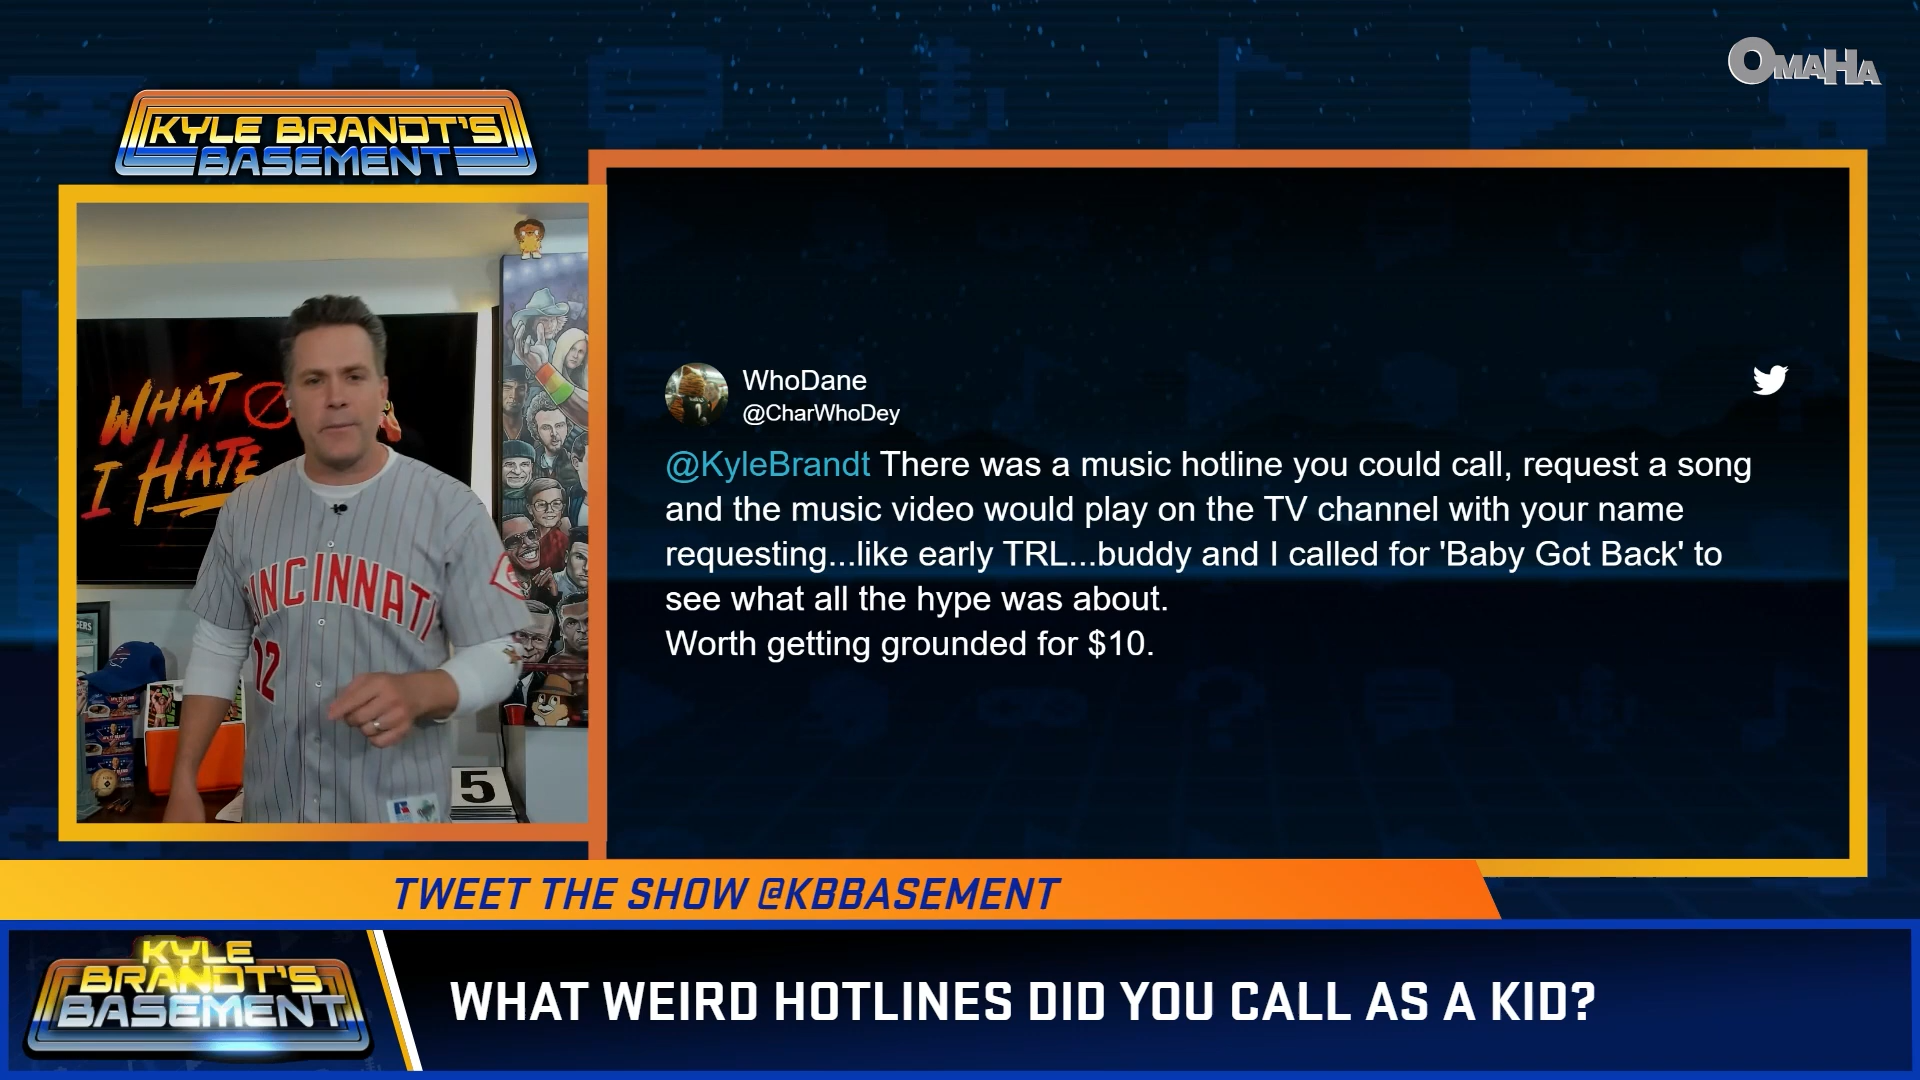 OMAHA
KYLE BRANDT'S
BASEMENT
WHAT
I HATE
CINCINNATI
12
5
WhoDane
@CharWhoDey
@KyleBrandt There was a music hotline you could call, request a song
and the music video would play on the TV channel with your name
requesting...like early TRL...buddy and I called for 'Baby Got Back' to
see what all the hype was about.
Worth getting grounded for $10.
TWEET THE SHOW @KBBASEMENT
KYLE
BRANDT'S
BASEMENT
WHAT WEIRD HOTLINES DID YOU CALL AS A KID?